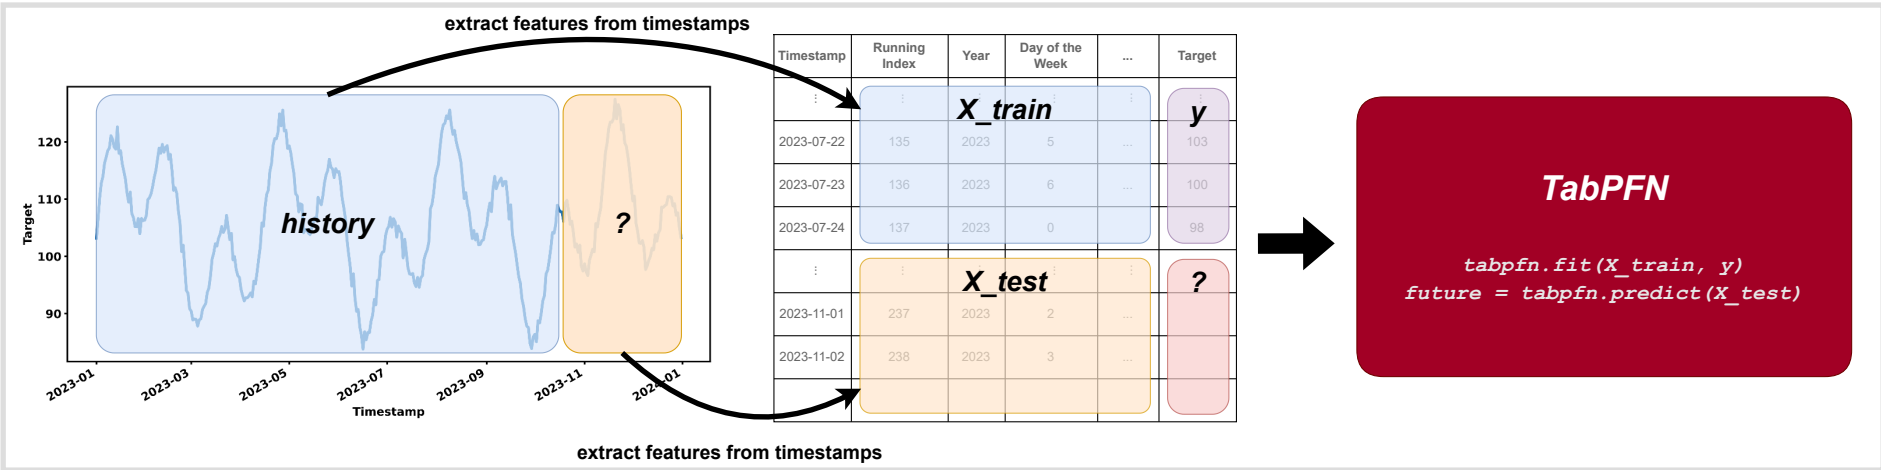 extract features from timestamps
120
110
100
90
Target
history
?
2023-01
2023-03
2023-05
2023-07
2023-09
2023-11
2024-01
Timestamp
extract features from timestamps
Timestamp Running Index Year Day of the Week ... Target
⋮ ⋮ ⋮ ⋮ ⋮ ⋮
X_train y
2023-07-22 135 2023 5 ... 103
2023-07-23 136 2023 6 ... 100
2023-07-24 137 2023 0 98
⋮ ⋮ ⋮ ⋮
X_test ?
2023-11-01 237 2023 2 ...
2023-11-02 238 2023 3 ...
TabPFN
tabpfn.fit(X_train, y)
future = tabpfn.predict(X_test)